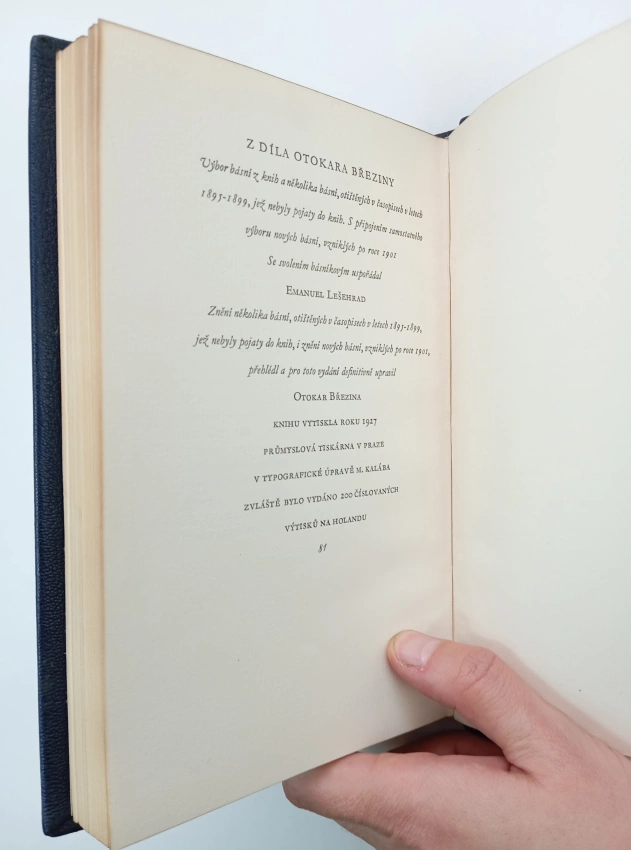 Z DÍLA OTOKARA BŘEZINY
Výbor básní z knih a několika básní, otištěných v časopisech v letech
1893-1899, jež nebyly pojaty do knih. S připojením samostatného
výboru nových básní, vzniklých po roce 1901
Se svolením básníkovým uspořádal
EMANUEL LEŠEHRAD
Znění několika básní, otištěných v časopisech v letech 1893-1899,
jež nebyly pojaty do knih, i znění nových básní, vzniklých po roce 1901,
přehlédl a pro toto vydání definitivně upravil
OTOKAR BŘEZINA
KNIHU VYTISKLA ROKU 1927
PRŮMYSLOVÁ TISKÁRNA V PRAZE
V TYPOGRAFICKÉ ÚPRAVĚ M. KALÁBA
ZVLÁŠTĚ BYLO VYDÁNO 200 ČÍSLOVANÝCH
VÝTISKŮ NA HOLANDU